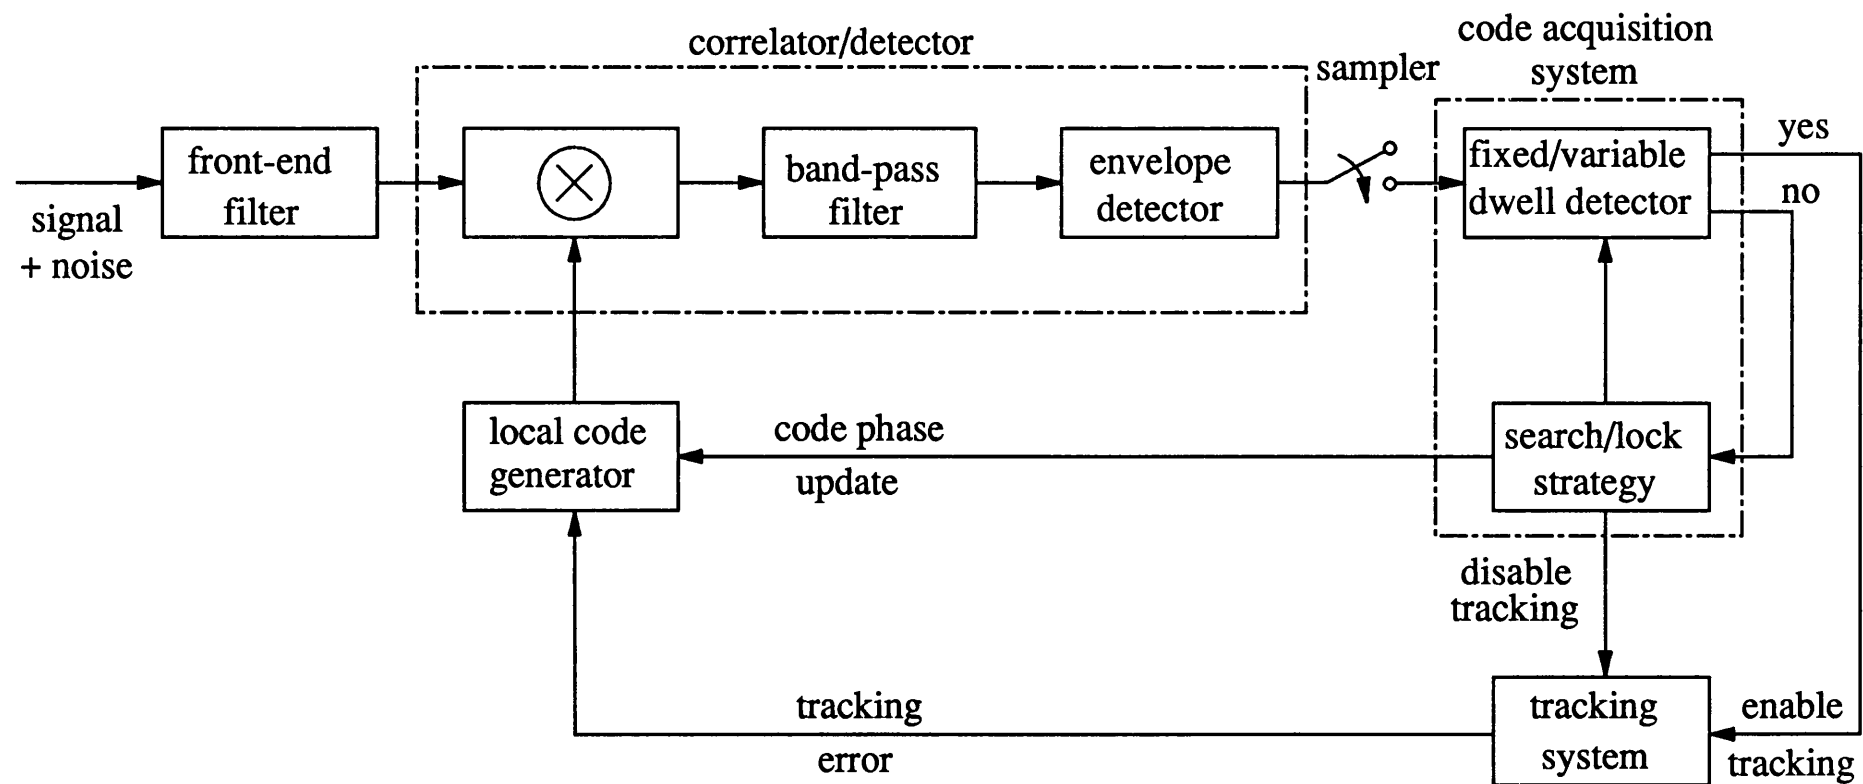 correlator/detector
sampler
code acquisition
system
signal
+ noise
front-end
filter
band-pass
filter
envelope
detector
fixed/variable
dwell detector
yes
no
local code
generator
code phase
update
search/lock
strategy
disable
tracking
tracking
error
tracking
system
enable
tracking